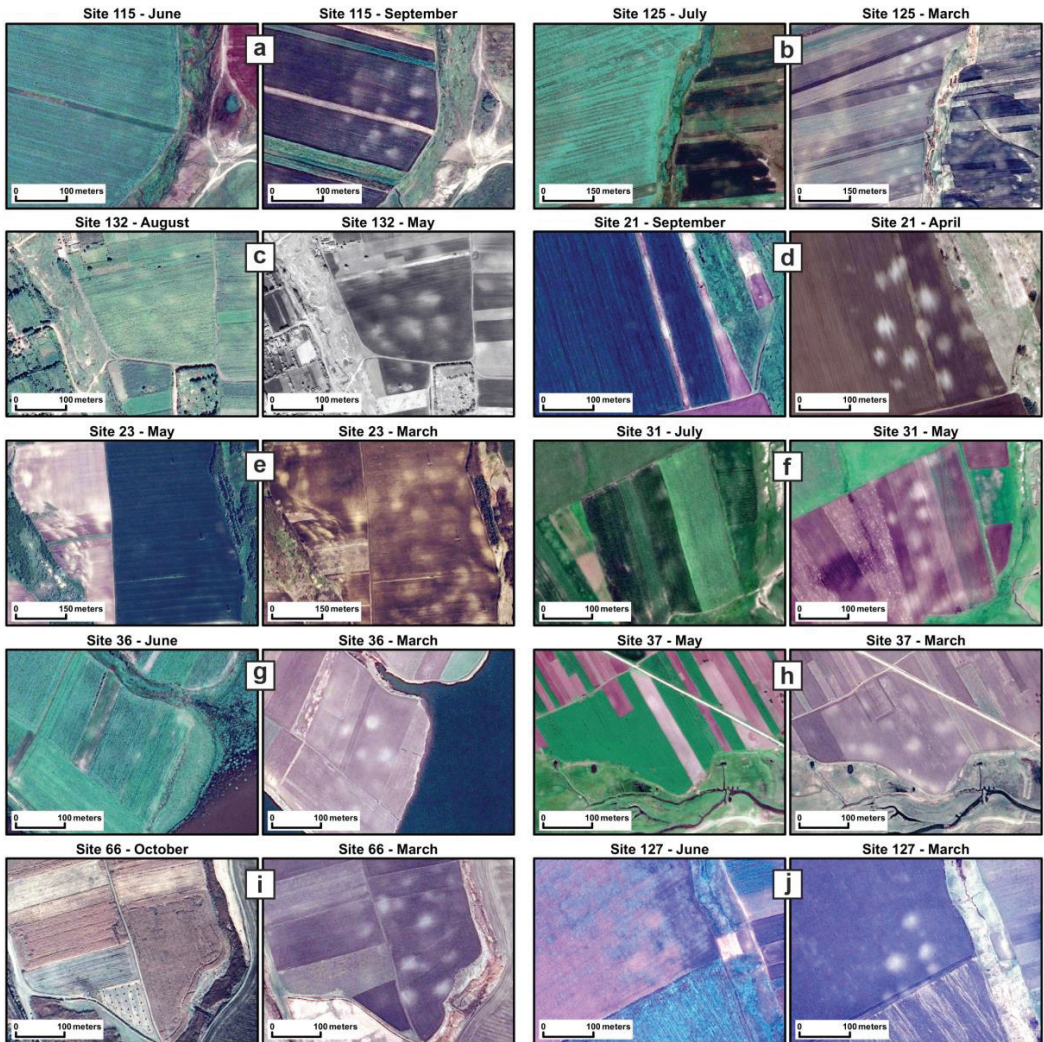 Site 115 - June
Site 115 - September
Site 125 - July
Site 125 - March
a
b
0 100 meters
0 100 meters
0 150 meters
0 150 meters
Site 132 - August
Site 132 - May
Site 21 - September
Site 21 - April
c
d
0 100 meters
0 100 meters
0 100 meters
0 100 meters
Site 23 - May
Site 23 - March
Site 31 - July
Site 31 - May
e
f
0 150 meters
0 150 meters
0 100 meters
0 100 meters
Site 36 - June
Site 36 - March
Site 37 - May
Site 37 - March
g
h
0 100 meters
0 100 meters
0 100 meters
0 100 meters
Site 66 - October
Site 66 - March
Site 127 - June
Site 127 - March
i
j
0 100 meters
0 100 meters
0 100 meters
0 100 meters